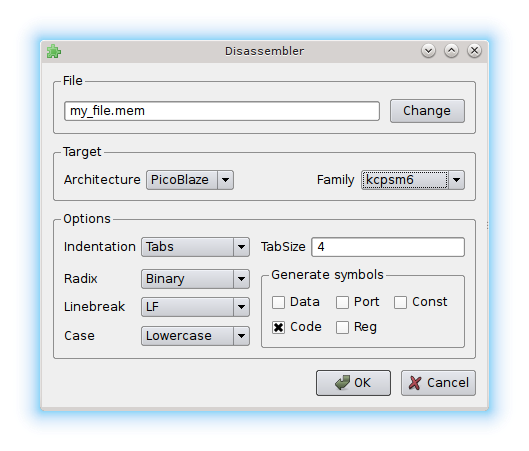 Disassembler
File
my_file.mem Change
Target
Architecture PicoBlaze Family kcpsm6
Options
Indentation Tabs TabSize 4
Radix Binary
Generate symbols
Data Port Const
Linebreak LF
Code Reg
Case Lowercase
OK Cancel